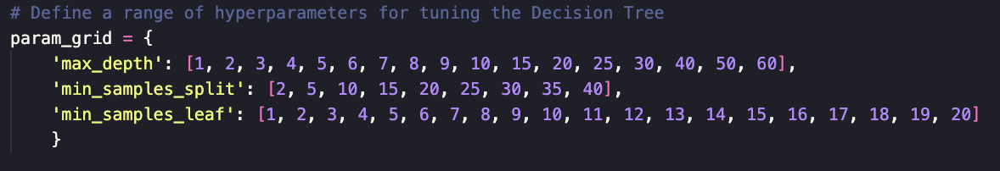 # Define a range of hyperparameters for tuning the Decision Tree
param_grid = {
    'max_depth': [1, 2, 3, 4, 5, 6, 7, 8, 9, 10, 15, 20, 25, 30, 40, 50, 60],
    'min_samples_split': [2, 5, 10, 15, 20, 25, 30, 35, 40],
    'min_samples_leaf': [1, 2, 3, 4, 5, 6, 7, 8, 9, 10, 11, 12, 13, 14, 15, 16, 17, 18, 19, 20]
    }